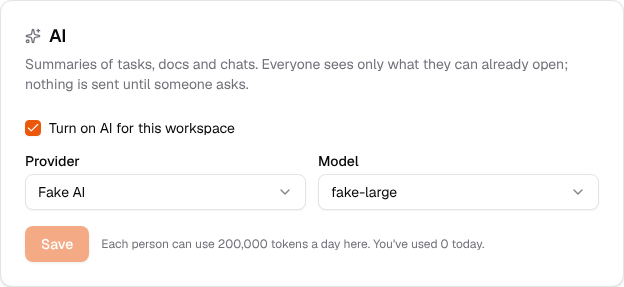 AI
Summaries of tasks, docs and chats. Everyone sees only what they can already open;
nothing is sent until someone asks.
Turn on AI for this workspace
Provider
Model
Fake AI
fake-large
Save
Each person can use 200,000 tokens a day here. You've used 0 today.